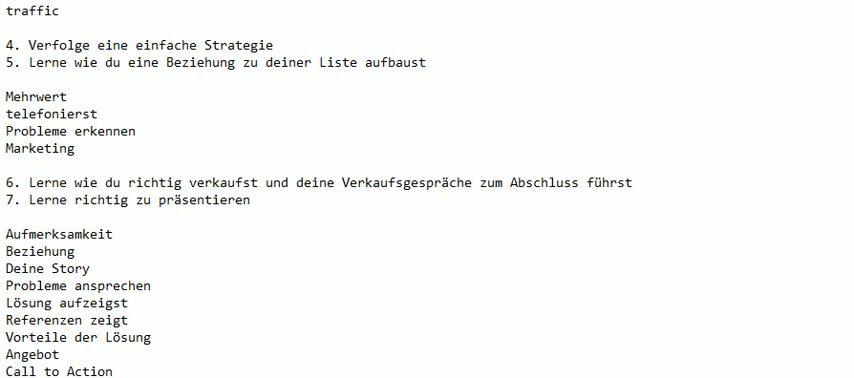 traffic
4. Verfolge eine einfache Strategie
5. Lerne wie du eine Beziehung zu deiner Liste aufbaust
Mehrwert
telefonierst
Probleme erkennen
Marketing
6. Lerne wie du richtig verkaufst und deine Verkaufsgespräche zum Abschluss führst
7. Lerne richtig zu präsentieren
Aufmerksamkeit
Beziehung
Deine Story
Probleme ansprechen
Lösung aufzeigst
Referenzen zeigt
Vorteile der Lösung
Angebot
Call to Action